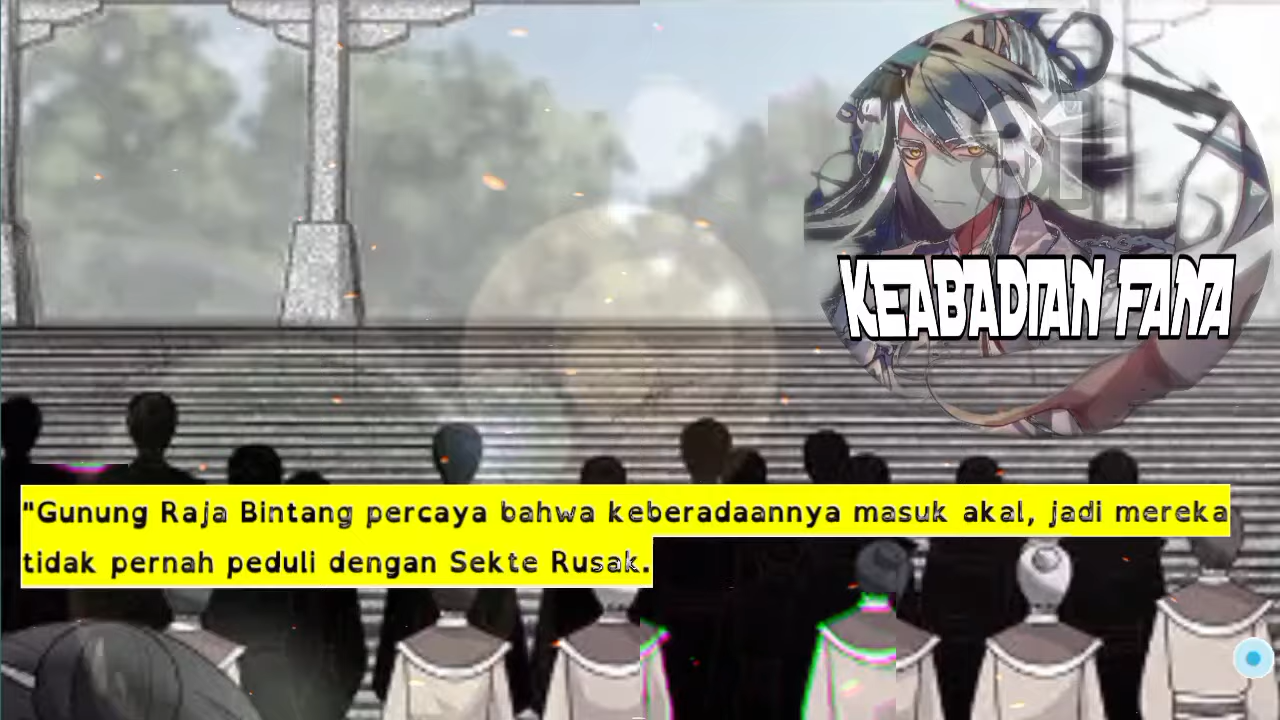 KEABADIAN FANA
"Gunung Raja Bintang percaya bahwa keberadaannya masuk akal, jadi mereka
tidak pernah peduli dengan Sekte Rusak.